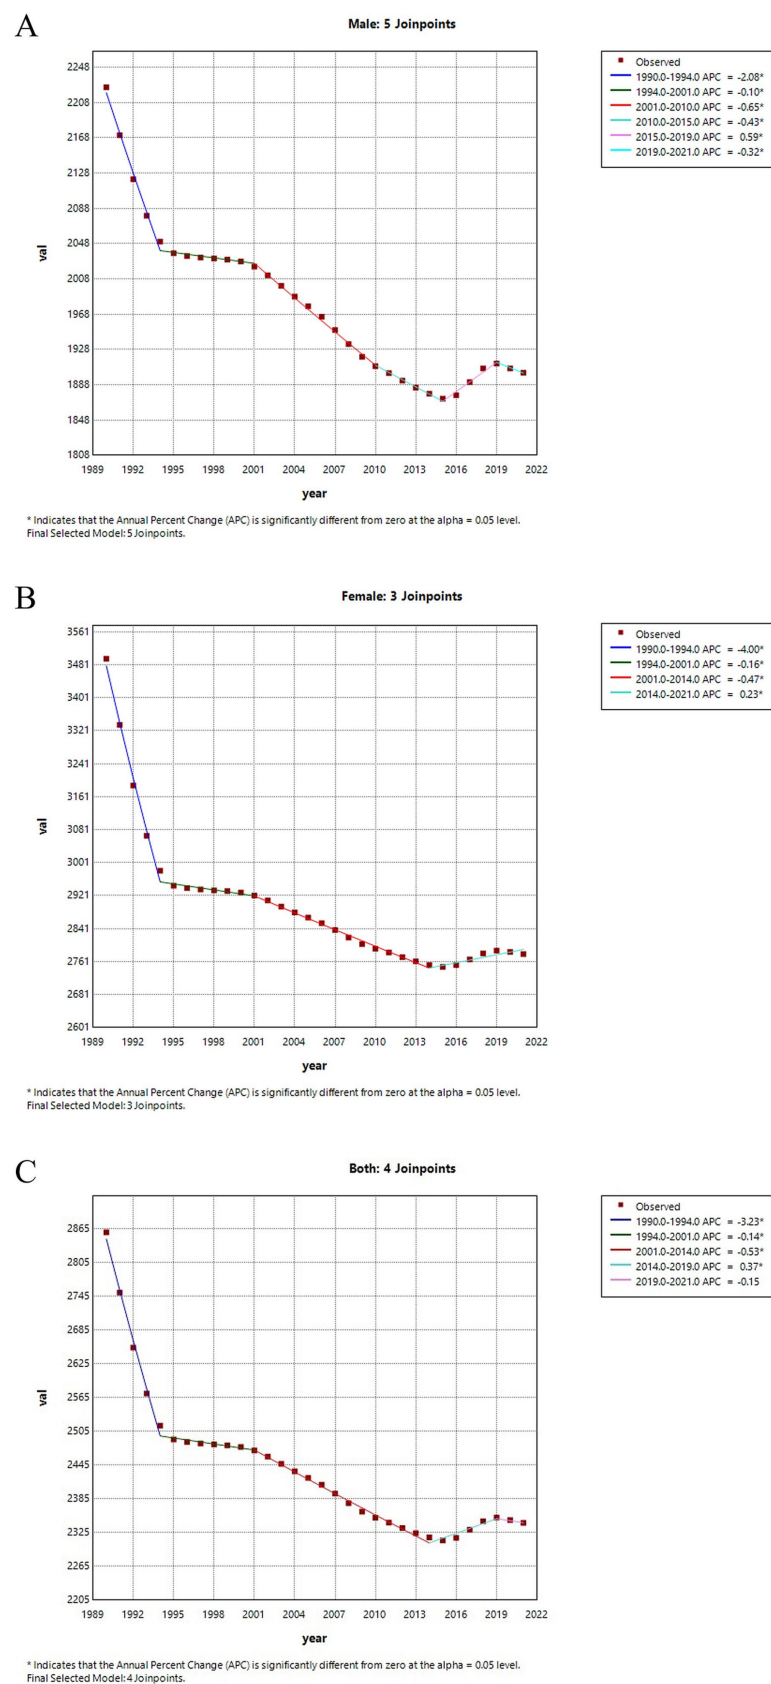 A
Male: 5 Joinpoints
2248
2208
2168
2128
2088
2048
2008
1968
1928
1888
1848
1808
val
1989 1992 1995 1998 2001 2004 2007 2010 2013 2016 2019 2022
year
Observed
1990.0-1994.0 APC = -2.08*
1994.0-2001.0 APC = -0.10*
2001.0-2010.0 APC = -0.65*
2010.0-2015.0 APC = -0.43*
2015.0-2019.0 APC = 0.59*
2019.0-2021.0 APC = -0.32*
* Indicates that the Annual Percent Change (APC) is significantly different from zero at the alpha = 0.05 level.
Final Selected Model: 5 Joinpoints.
B
Female: 3 Joinpoints
3561
3481
3401
3321
3241
3161
3081
3001
2921
2841
2761
2681
2601
val
1989 1992 1995 1998 2001 2004 2007 2010 2013 2016 2019 2022
year
Observed
1990.0-1994.0 APC = -4.00*
1994.0-2001.0 APC = -0.16*
2001.0-2014.0 APC = -0.47*
2014.0-2021.0 APC = 0.23*
* Indicates that the Annual Percent Change (APC) is significantly different from zero at the alpha = 0.05 level.
Final Selected Model: 3 Joinpoints.
C
Both: 4 Joinpoints
2865
2805
2745
2685
2625
2565
2505
2445
2385
2325
2265
2205
val
1989 1992 1995 1998 2001 2004 2007 2010 2013 2016 2019 2022
year
Observed
1990.0-1994.0 APC = -3.23*
1994.0-2001.0 APC = -0.14*
2001.0-2014.0 APC = -0.53*
2014.0-2019.0 APC = 0.37*
2019.0-2021.0 APC = -0.15
* Indicates that the Annual Percent Change (APC) is significantly different from zero at the alpha = 0.05 level.
Final Selected Model: 4 Joinpoints.